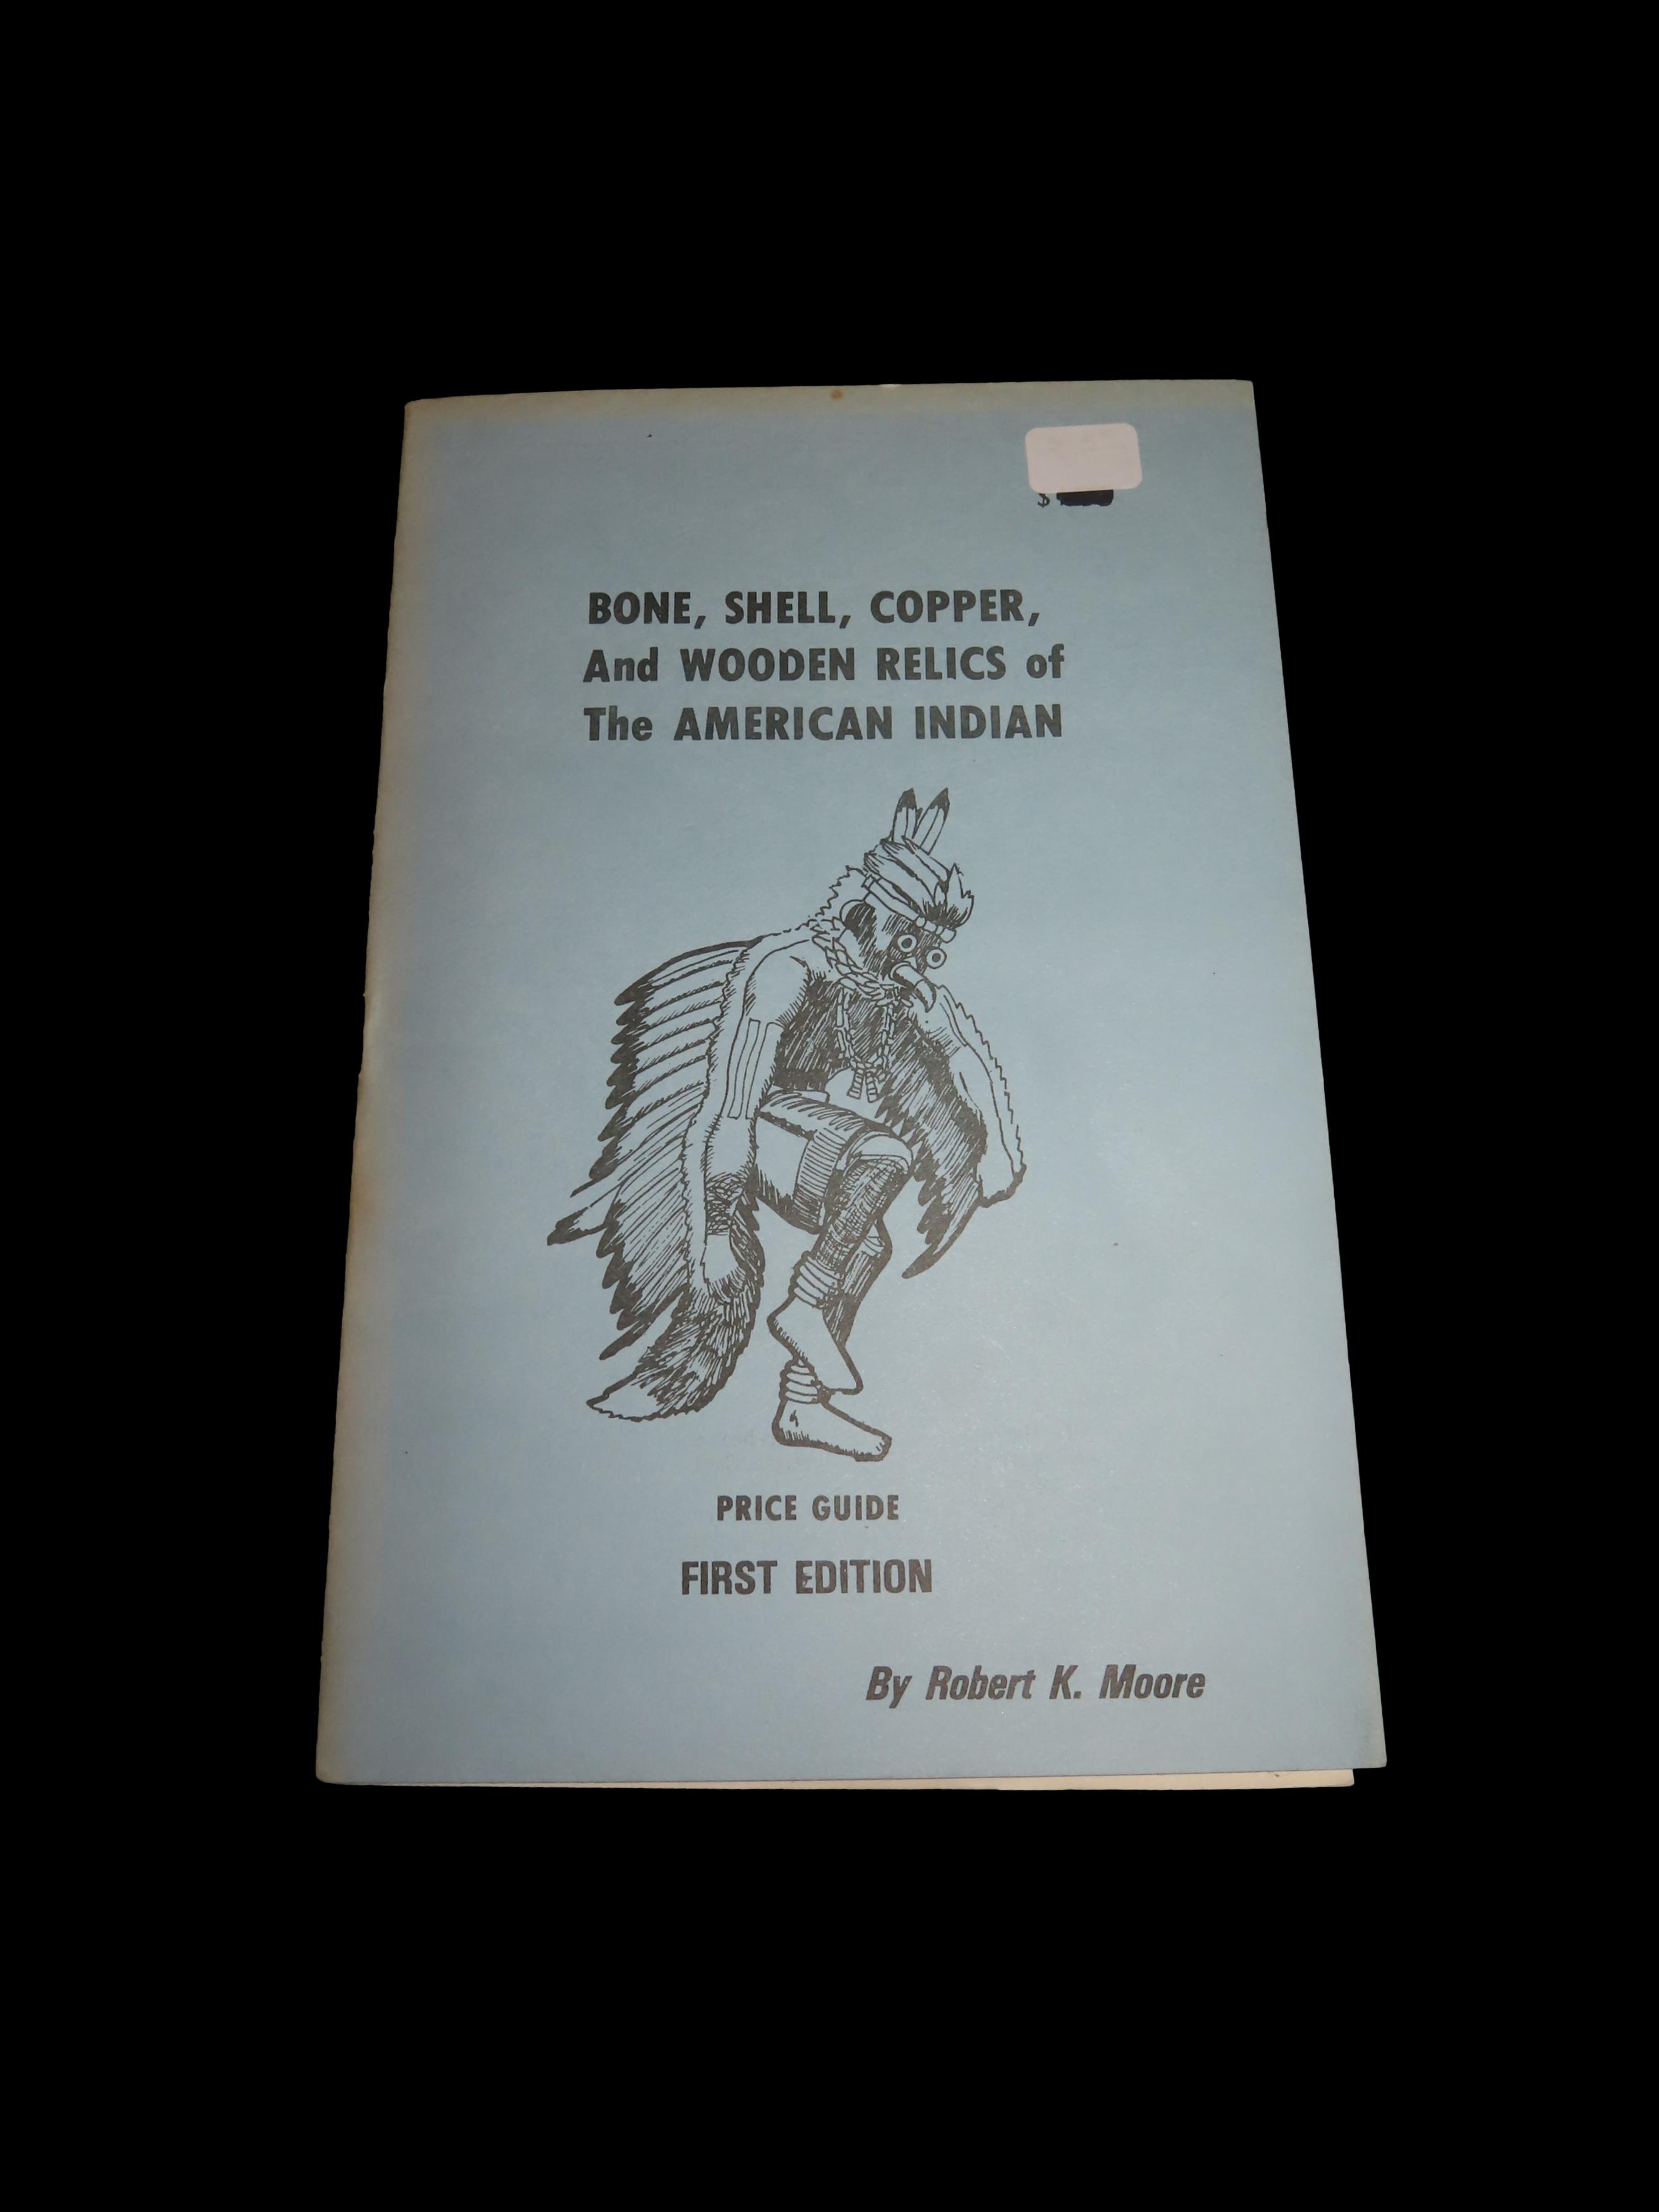 $
BONE, SHELL, COPPER,
And WOODEN RELICS of
The AMERICAN INDIAN
PRICE GUIDE
FIRST EDITION
By Robert K. Moore